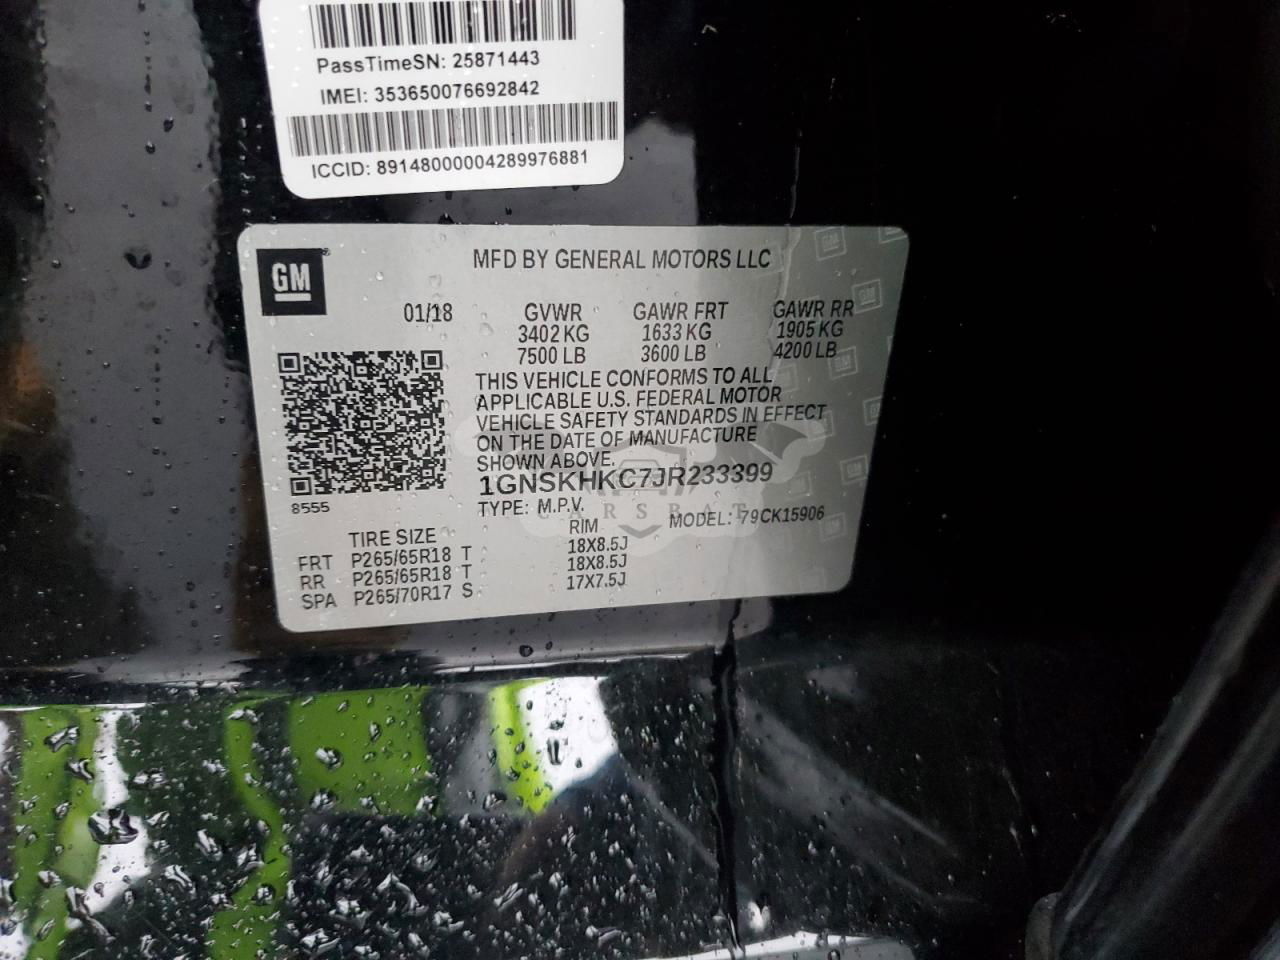 PassTimeSN: 25871443
IMEI: 353650076692842
ICCID: 89148000004289976881
GM
MFD BY GENERAL MOTORS LLC
01/18 GVWR GAWR FRT GAWR RR
3402 KG 1633 KG 1905 KG
7500 LB 3600 LB 4200 LB
THIS VEHICLE CONFORMS TO ALL
APPLICABLE U.S. FEDERAL MOTOR
VEHICLE SAFETY STANDARDS IN EFFECT
ON THE DATE OF MANUFACTURE
SHOWN ABOVE.
1GNSKHKC7JR233399
8555
TYPE: M.P.V. MODEL: 79CK15906
CARSBAT
TIRE SIZE RIM
FRT P265/65R18 T 18X8.5J
RR P265/65R18 T 18X8.5J
SPA P265/70R17 S 17X7.5J